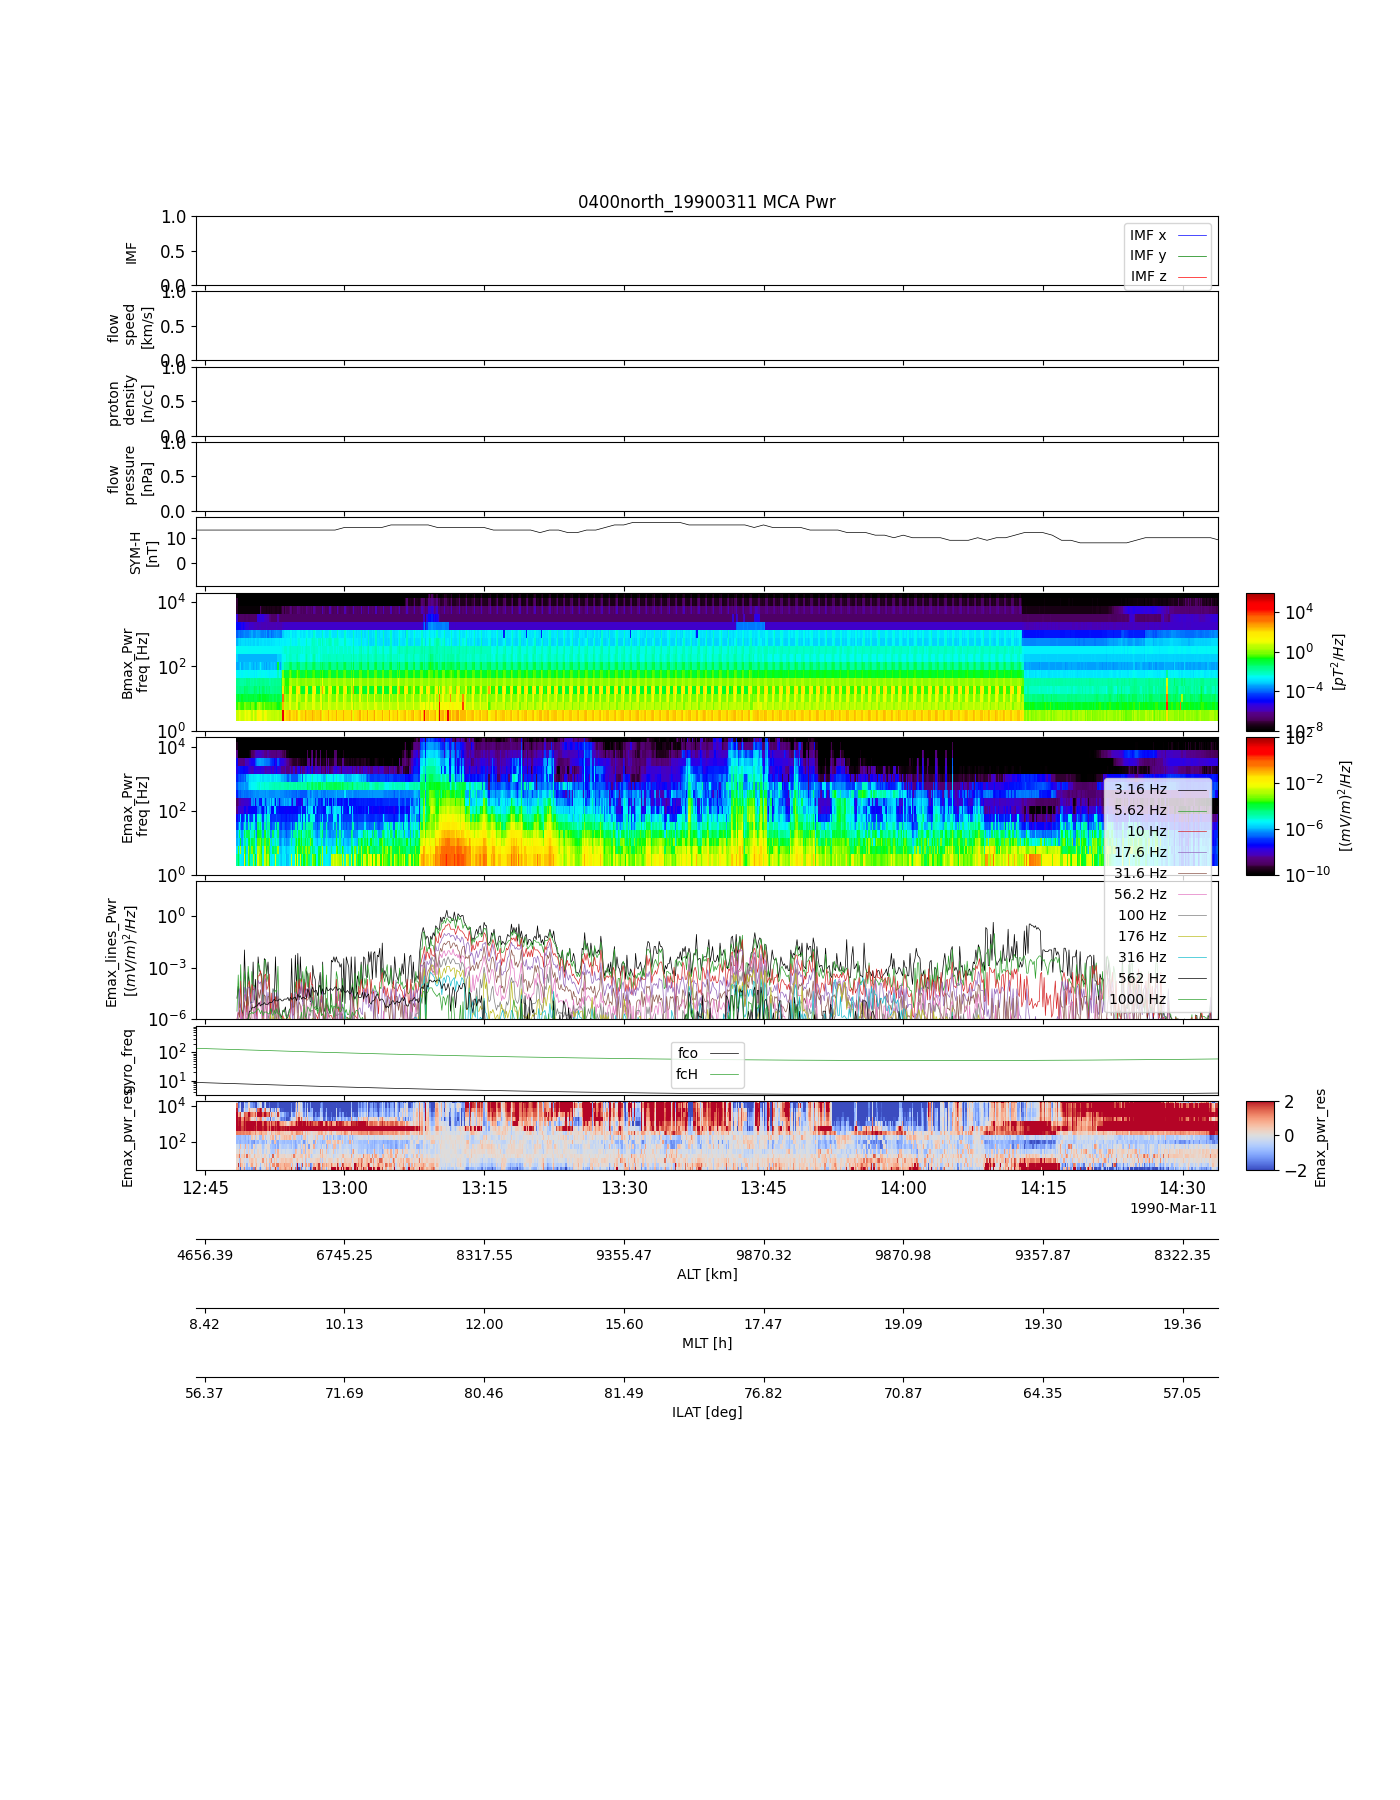 0400north_19900311 MCA Pwr
1.0
0.5
0.0
IMF
IMF x
IMF y
IMF z
1.0
0.5
0.0
flow
speed
[km/s]
1.0
0.5
0.0
proton
density
[n/cc]
1.0
0.5
0.0
flow
pressure
[nPa]
10
0
SYM-H
[nT]
10^4
10^2
10^0
Bmax_Pwr
freq [Hz]
10^4
10^0
10^-4
10^-8
[pT^2/Hz]
10^4
10^2
10^0
Emax_Pwr
freq [Hz]
10^2
10^-2
10^-6
10^-10
[(mV/m)^2/Hz]
3.16 Hz
5.62 Hz
10 Hz
17.6 Hz
31.6 Hz
56.2 Hz
100 Hz
176 Hz
316 Hz
562 Hz
1000 Hz
10^0
10^-3
10^-6
Emax_lines_Pwr
[(mV/m)^2/Hz]
10^2
10^1
gyro_freq
fco
fcH
10^4
10^2
Emax_pwr_res
2
0
−2
Emax_pwr_res
12:45 13:00 13:15 13:30 13:45 14:00 14:15 14:30
1990-Mar-11
4656.39 6745.25 8317.55 9355.47 9870.32 9870.98 9357.87 8322.35
ALT [km]
8.42 10.13 12.00 15.60 17.47 19.09 19.30 19.36
MLT [h]
56.37 71.69 80.46 81.49 76.82 70.87 64.35 57.05
ILAT [deg]